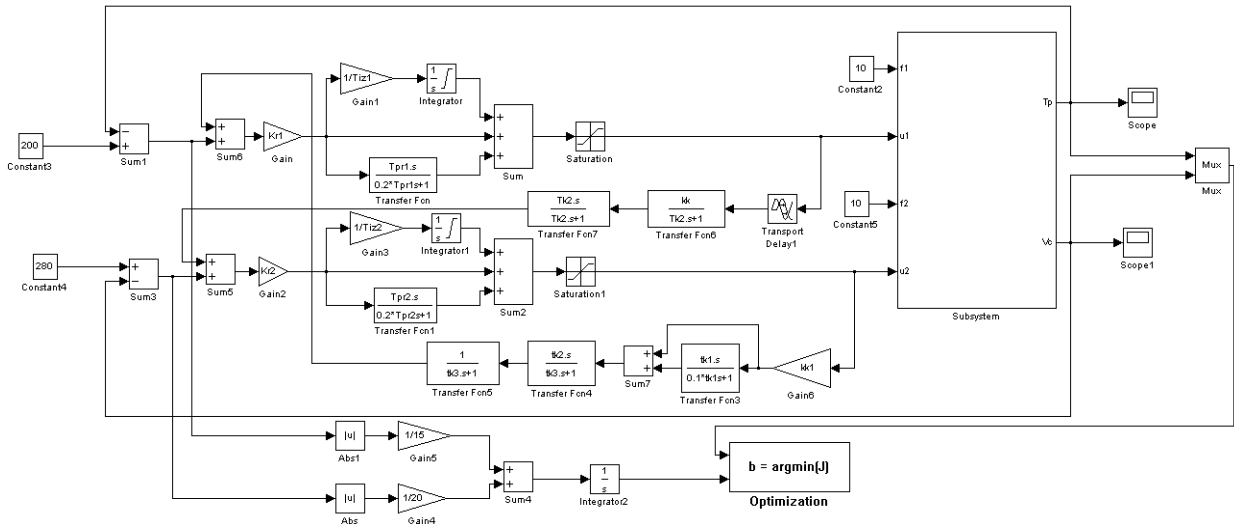 10
f1
Constant2
1/Tiz1
Gain1
1
s
Integrator
Tp
Scope
200
Constant3
−
+
Sum1
+
+
Sum6
Kr1
Gain
+
+
+
Sum
Saturation
u1
Mux
Mux
Tpr1.s
0.2*Tpr1s+1
Transfer Fcn
Tk2.s
Tk2.s+1
Transfer Fcn7
kk
Tk2.s+1
Transfer Fcn6
Transport
Delay1
10
f2
Constant5
1/Tiz2
Gain3
1
s
Integrator1
Vc
Scope1
280
Constant4
+
−
Sum3
+
+
Sum5
Kr2
Gain2
+
+
+
Sum2
Saturation1
u2
Subsystem
Tpr2.s
0.2*Tpr2s+1
Transfer Fcn1
1
tk3.s+1
Transfer Fcn5
tk2.s
tk3.s+1
Transfer Fcn4
+
+
Sum7
tk1.s
0.1*tk1s+1
Transfer Fcn3
kk1
Gain6
|u|
Abs1
1/15
Gain5
|u|
Abs
1/20
Gain4
+
+
Sum4
1
s
Integrator2
b = argmin(J)
Optimization